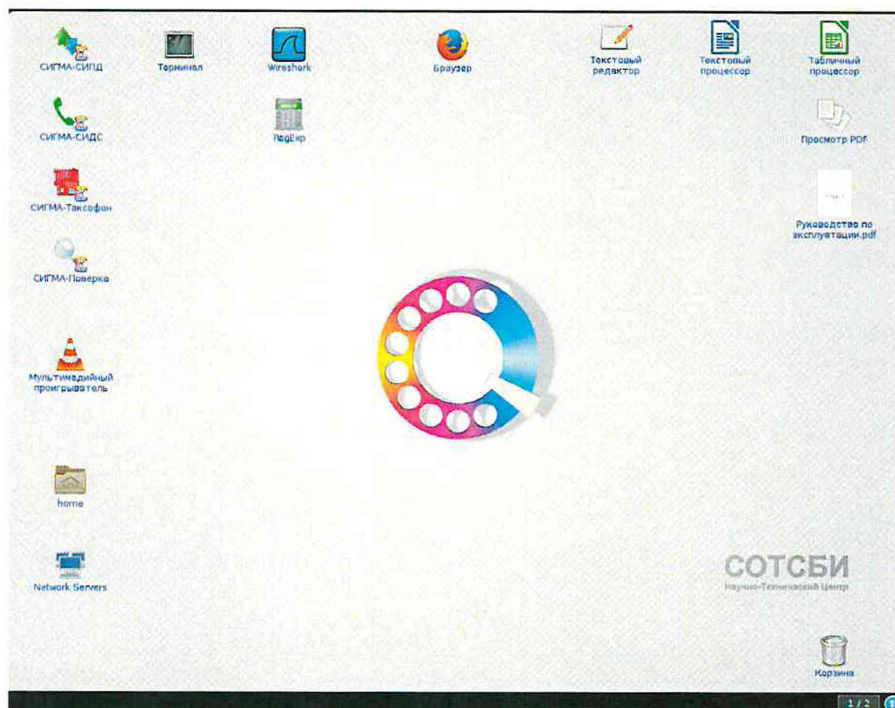 СИГМА-СИПД
Терминал
Wireshark
Браузер
Текстовый
редактор
Текстовый
процессор
Табличный
процессор
СИГМА-СИДС
RegExp
Просмотр PDF
СИГМА-Таксофон
Руководство по
эксплуатации.pdf
СИГМА-Поверка
Мультимедийный
проигрыватель
home
Network Servers
СОТСБИ
Научно-Технический Центр
Корзина
1 / 2